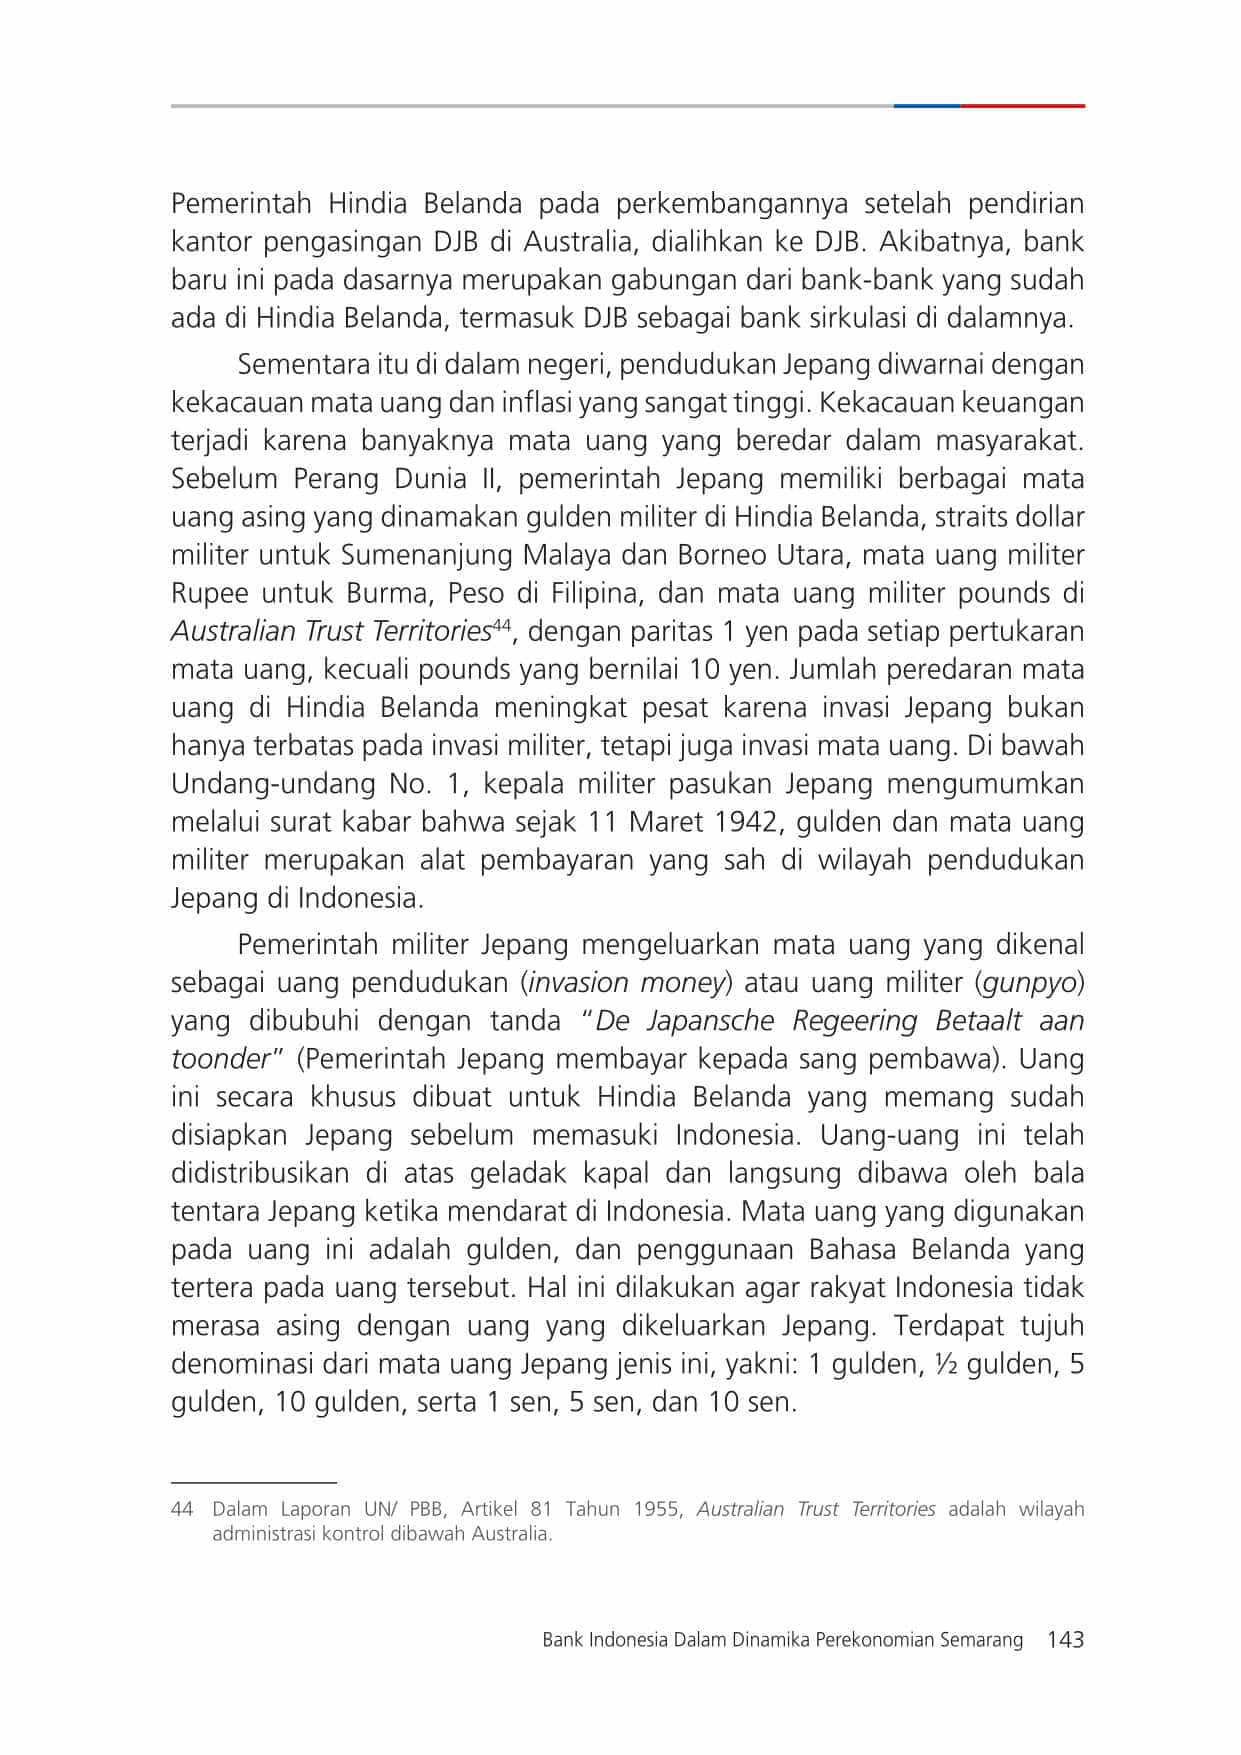 Pemerintah Hindia Belanda pada perkembangannya setelah pendirian
kantor pengasingan DJB di Australia, dialihkan ke DJB. Akibatnya, bank
baru ini pada dasarnya merupakan gabungan dari bank-bank yang sudah
ada di Hindia Belanda, termasuk DJB sebagai bank sirkulasi di dalamnya.
Sementara itu di dalam negeri, pendudukan Jepang diwarnai dengan
kekacauan mata uang dan inflasi yang sangat tinggi. Kekacauan keuangan
terjadi karena banyaknya mata uang yang beredar dalam masyarakat.
Sebelum Perang Dunia II, pemerintah Jepang memiliki berbagai mata
uang asing yang dinamakan gulden militer di Hindia Belanda, straits dollar
militer untuk Sumenanjung Malaya dan Borneo Utara, mata uang militer
Rupee untuk Burma, Peso di Filipina, dan mata uang militer pounds di
Australian Trust Territories44, dengan paritas 1 yen pada setiap pertukaran
mata uang, kecuali pounds yang bernilai 10 yen. Jumlah peredaran mata
uang di Hindia Belanda meningkat pesat karena invasi Jepang bukan
hanya terbatas pada invasi militer, tetapi juga invasi mata uang. Di bawah
Undang-undang No. 1, kepala militer pasukan Jepang mengumumkan
melalui surat kabar bahwa sejak 11 Maret 1942, gulden dan mata uang
militer merupakan alat pembayaran yang sah di wilayah pendudukan
Jepang di Indonesia.
Pemerintah militer Jepang mengeluarkan mata uang yang dikenal
sebagai uang pendudukan (invasion money) atau uang militer (gunpyo)
yang dibubuhi dengan tanda “De Japansche Regeering Betaalt aan
toonder” (Pemerintah Jepang membayar kepada sang pembawa). Uang
ini secara khusus dibuat untuk Hindia Belanda yang memang sudah
disiapkan Jepang sebelum memasuki Indonesia. Uang-uang ini telah
didistribusikan di atas geladak kapal dan langsung dibawa oleh bala
tentara Jepang ketika mendarat di Indonesia. Mata uang yang digunakan
pada uang ini adalah gulden, dan penggunaan Bahasa Belanda yang
tertera pada uang tersebut. Hal ini dilakukan agar rakyat Indonesia tidak
merasa asing dengan uang yang dikeluarkan Jepang. Terdapat tujuh
denominasi dari mata uang Jepang jenis ini, yakni: 1 gulden, ½ gulden, 5
gulden, 10 gulden, serta 1 sen, 5 sen, dan 10 sen.
44 Dalam Laporan UN/ PBB, Artikel 81 Tahun 1955, Australian Trust Territories adalah wilayah
administrasi kontrol dibawah Australia.
Bank Indonesia Dalam Dinamika Perekonomian Semarang 143